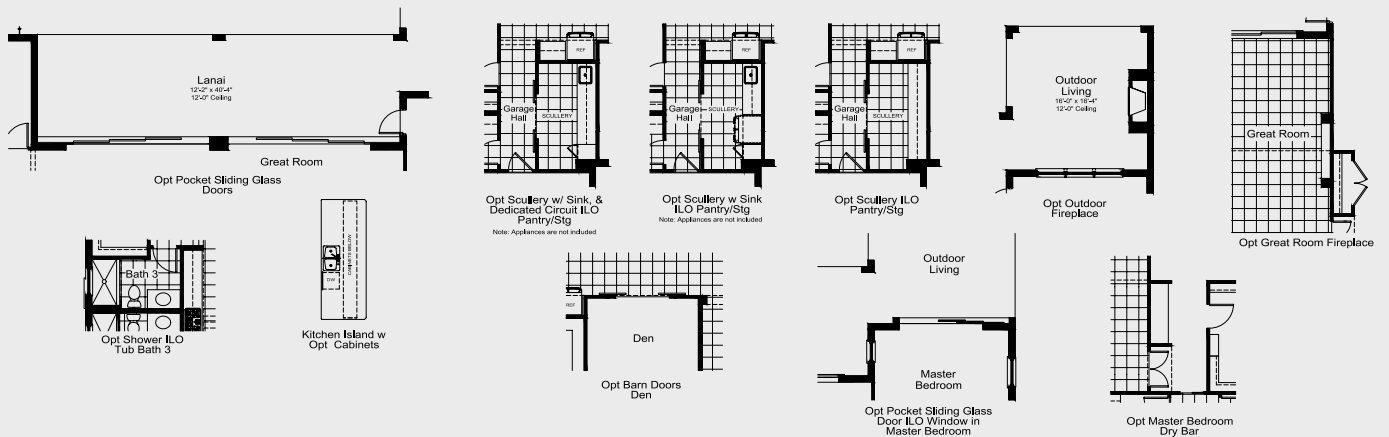 Lanai
12'-2" x 40'-4"
12'-0" Ceiling
Great Room
Opt Pocket Sliding Glass
Doors
REF
Garage
Hall
SCULLERY
Opt Scullery w/ Sink, &
Dedicated Circuit ILO
Pantry/Stg
Note: Appliances are not included
REF
Garage
Hall
SCULLERY
Opt Scullery w Sink
ILO Pantry/Stg
Note: Appliances are not included
REF
Garage
Hall
SCULLERY
Opt Scullery ILO
Pantry/Stg
Outdoor
Living
16'-0" x 16'-4"
12'-0" Ceiling
Opt Outdoor
Fireplace
Great Room
Opt Great Room Fireplace
Bath 3
Opt Shower ILO
Tub Bath 3
DW
CABINETS BELOW
Kitchen Island w
Opt Cabinets
REF
Den
Opt Barn Doors
Den
Outdoor
Living
Master
Bedroom
Opt Pocket Sliding Glass
Door ILO Window in
Master Bedroom
Opt Master Bedroom
Dry Bar